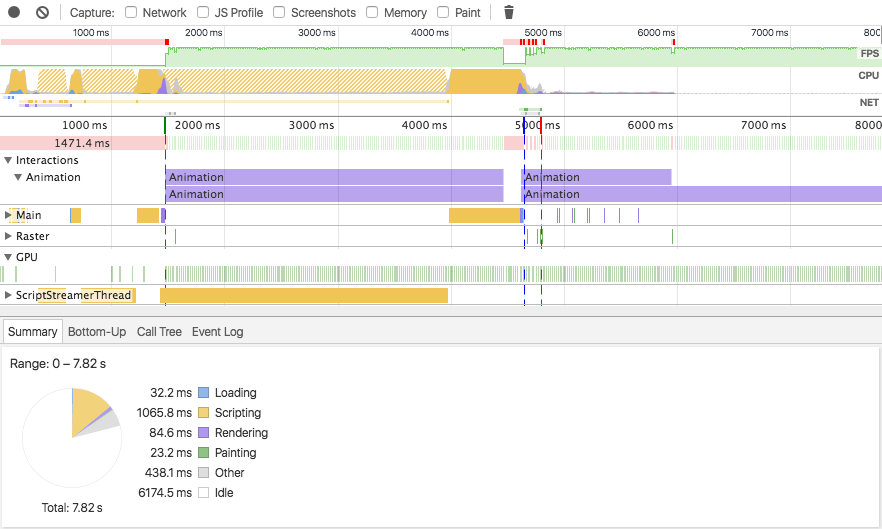 Capture: Network JS Profile Screenshots Memory Paint
1000 ms 2000 ms 3000 ms 4000 ms 5000 ms 6000 ms 7000 ms 800
FPS
CPU
NET
1000 ms 2000 ms 3000 ms 4000 ms 5000 ms 6000 ms 7000 ms 8000
1471.4 ms
Interactions
Animation Animation Animation
Animation Animation
Main
Raster
GPU
ScriptStreamerThread
Summary Bottom-Up Call Tree Event Log
Range: 0 – 7.82 s
32.2 ms Loading
1065.8 ms Scripting
84.6 ms Rendering
23.2 ms Painting
438.1 ms Other
6174.5 ms Idle
Total: 7.82 s